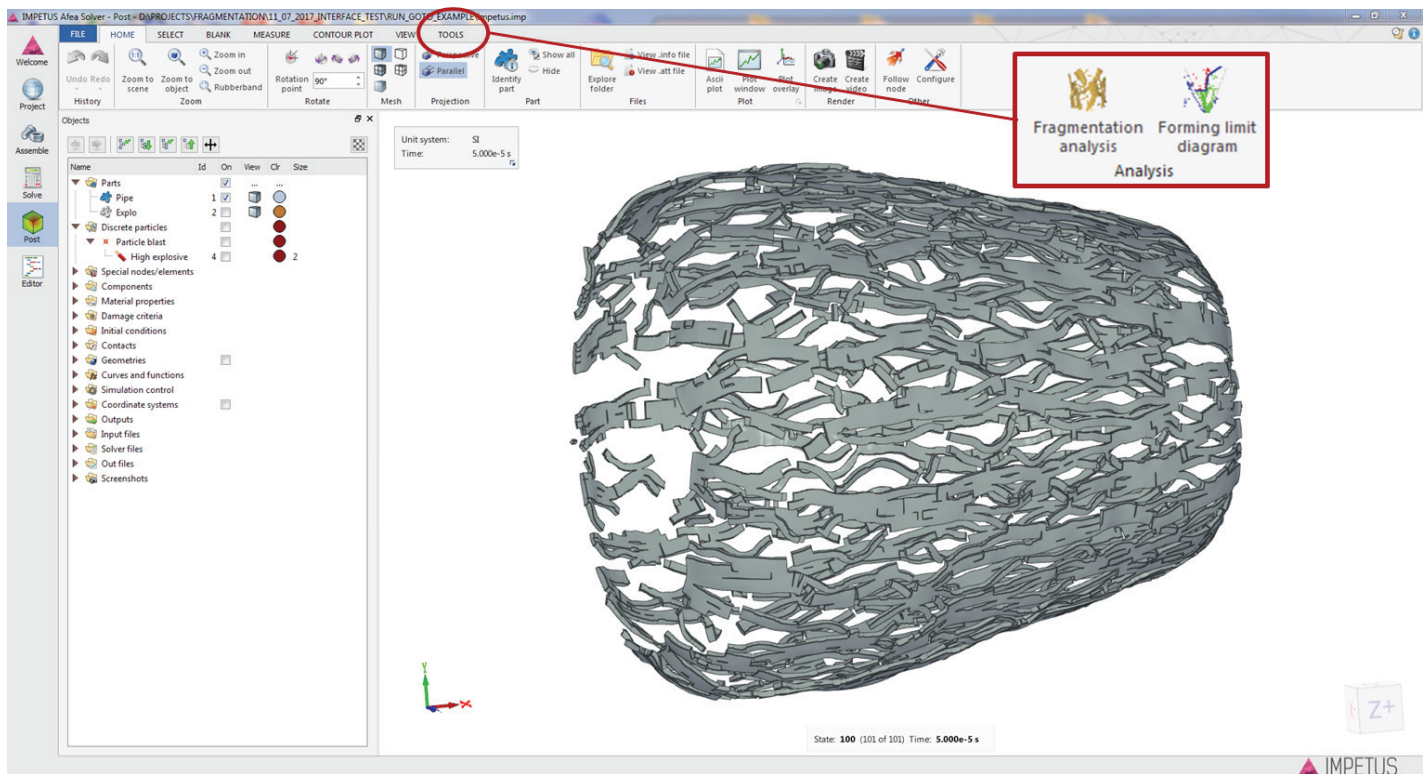 IMPETUS Afea Solver - Post - D:\PROJECTS\FRAGMENTATION\11_07_2017_INTERFACE_TEST\RUN_GOTO_EXAMPLE\impetus.imp
FILE HOME SELECT BLANK MEASURE CONTOUR PLOT VIEW TOOLS
Welcome
Project
Assemble
Solve
Post
Editor
Undo Redo
History
1:1
Zoom to scene
Zoom to object
Zoom in
Zoom out
Rubberband
Zoom
Rotation point
90°
Rotate
Mesh
Perspective
Parallel
Projection
Identify part
Show all
Hide
Part
Explore folder
View .info file
View .att file
Files
Ascii plot
Plot window
Plot overlay
Plot
Create image
Create video
Render
Follow node
Configure
Other
Fragmentation analysis
Forming limit diagram
Analysis
Objects
Name Id On View Clr Size
Parts ... ...
Pipe 1
Explo 2
Discrete particles
Particle blast
High explosive 4 2
Special nodes/elements
Components
Material properties
Damage criteria
Initial conditions
Contacts
Geometries
Curves and functions
Simulation control
Coordinate systems
Outputs
Input files
Solver files
Out files
Screenshots
Unit system: SI
Time: 5.000e-5 s
Y
X
Z+
State: 100 (101 of 101) Time: 5.000e-5 s
IMPETUS